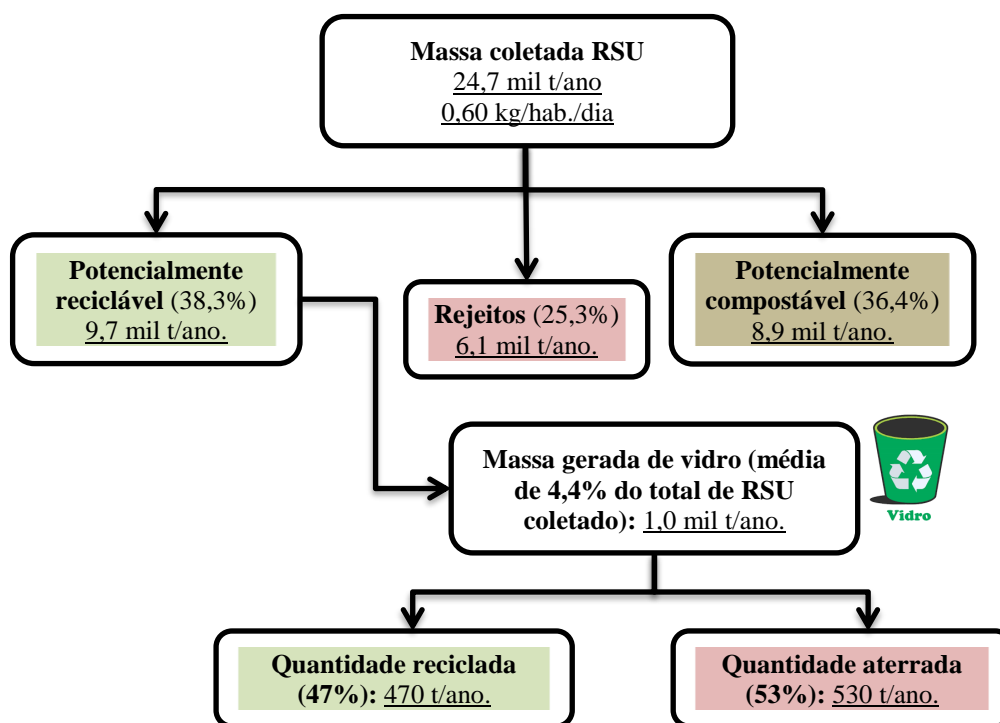 Massa coletada RSU
24,7 mil t/ano
0,60 kg/hab./dia
Potencialmente
reciclável (38,3%)
9,7 mil t/ano.
Rejeitos (25,3%)
6,1 mil t/ano.
Potencialmente
compostável (36,4%)
8,9 mil t/ano.
Massa gerada de vidro (média
de 4,4% do total de RSU
coletado): 1,0 mil t/ano.
Vidro
Quantidade reciclada
(47%): 470 t/ano.
Quantidade aterrada
(53%): 530 t/ano.